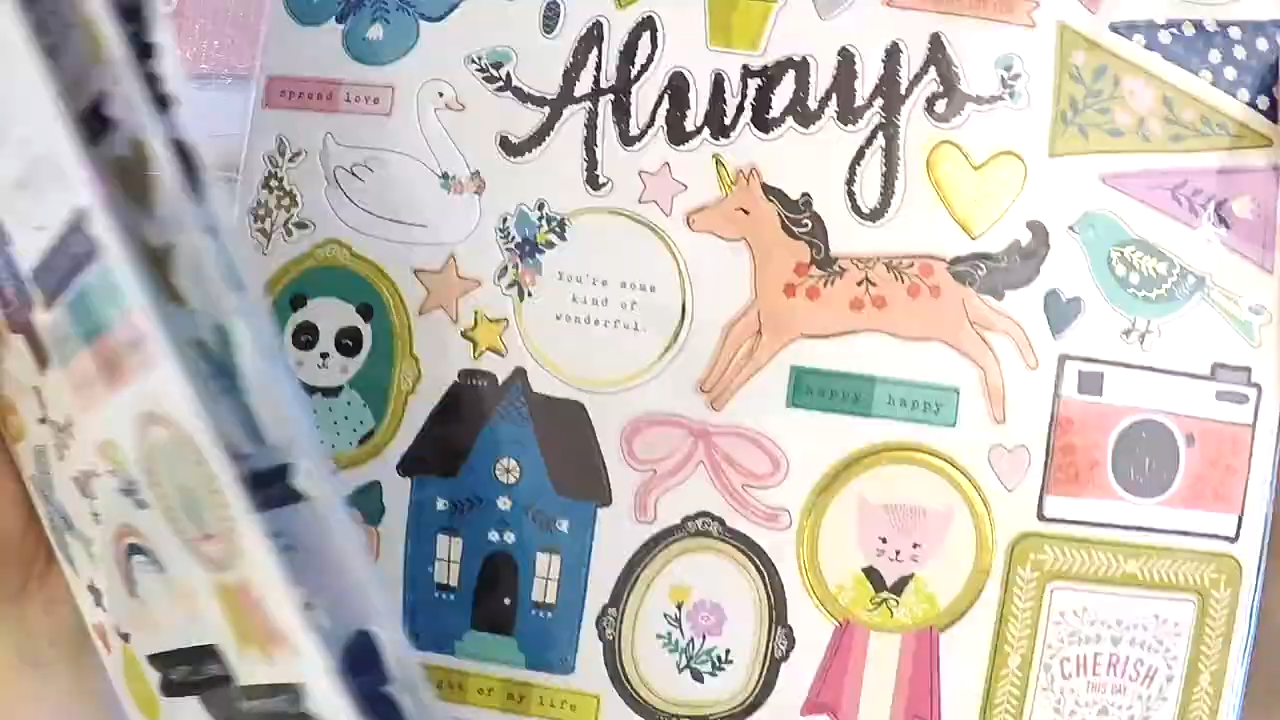 Always
spread love
You're some
kind of
wonderful.
happy happy
of my life
CHERISH
THIS DAY